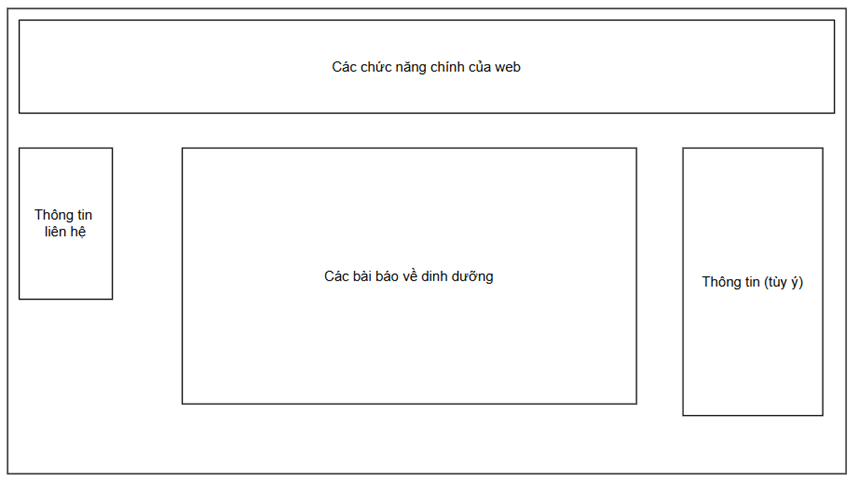 Các chức năng chính của web
Thông tin
liên hệ
Các bài báo về dinh dưỡng
Thông tin (tùy ý)